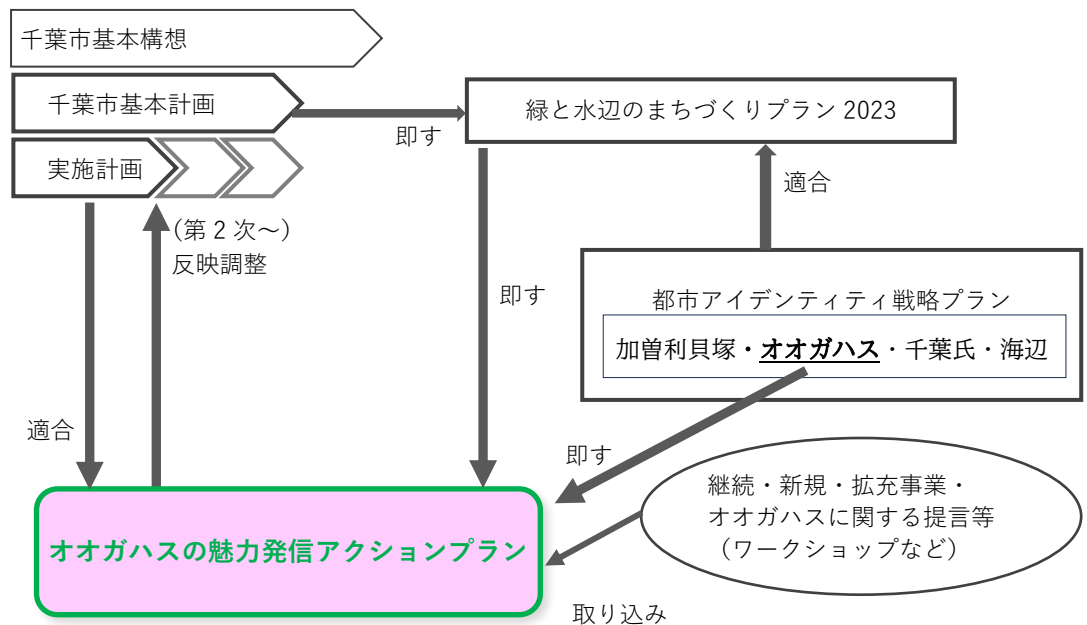 千葉市基本構想
千葉市基本計画
実施計画
即す
緑と水辺のまちづくりプラン 2023
適合
(第２次～)
反映調整
即す
都市アイデンティティ戦略プラン
加曽利貝塚・オオガハス・千葉氏・海辺
適合
即す
継続・新規・拡充事業・
オオガハスに関する提言等
（ワークショップなど）
オオガハスの魅力発信アクションプラン
取り込み